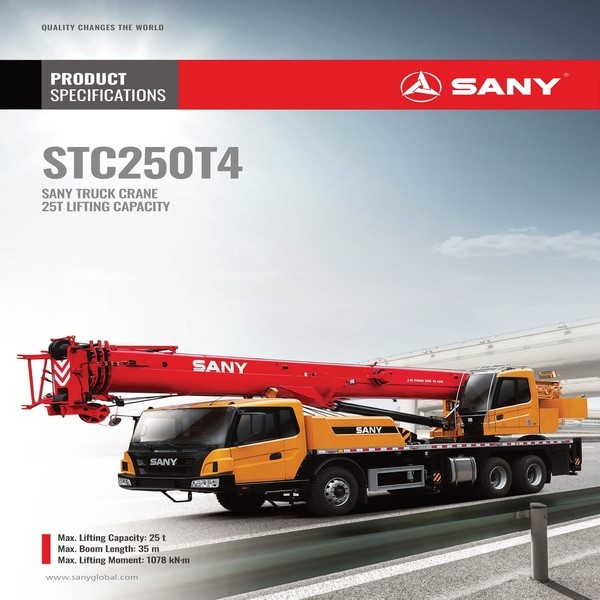 QUALITY CHANGES THE WORLD
PRODUCT
SPECIFICATIONS
SANY®
STC250T4
SANY TRUCK CRANE
25T LIFTING CAPACITY
SANY
SANY
SANY
Max. Lifting Capacity: 25 t
Max. Boom Length: 35 m
Max. Lifting Moment: 1078 kN·m
www.sanyglobal.com